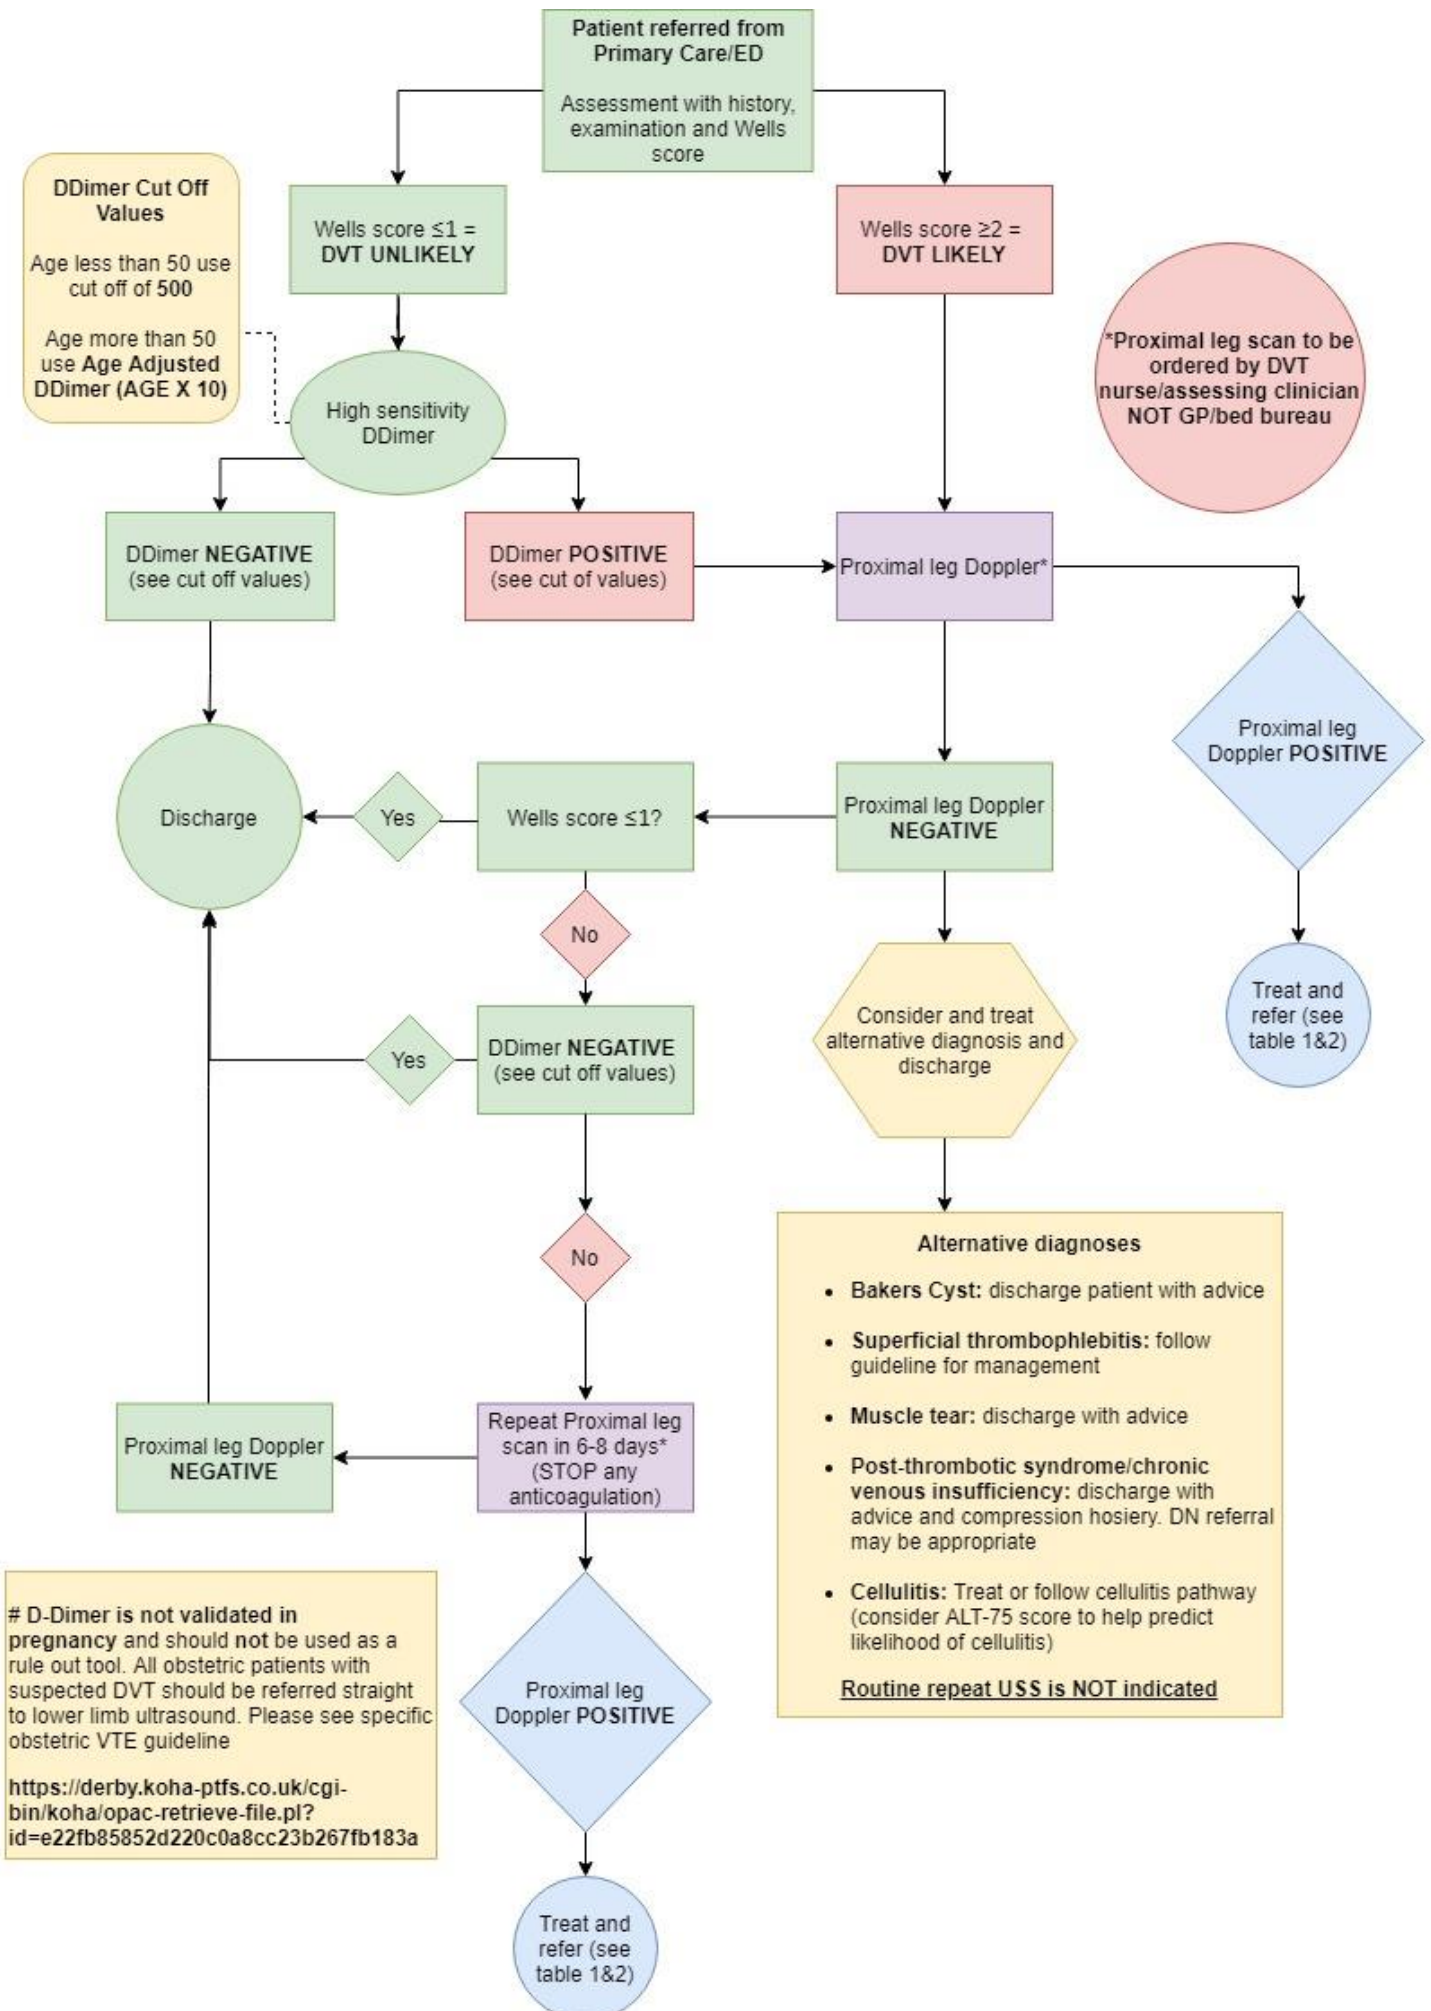 Patient referred from
Primary Care/ED
Assessment with history,
examination and Wells
score
DDimer Cut Off
Values
Age less than 50 use
cut off of 500
Age more than 50
use Age Adjusted
DDimer (AGE X 10)
Wells score ≤1 =
DVT UNLIKELY
Wells score ≥2 =
DVT LIKELY
*Proximal leg scan to be
ordered by DVT
nurse/assessing clinician
NOT GP/bed bureau
High sensitivity
DDimer
DDimer NEGATIVE
(see cut off values)
DDimer POSITIVE
(see cut of values)
Proximal leg Doppler*
Proximal leg
Doppler POSITIVE
Discharge
Yes
Wells score ≤1?
Proximal leg Doppler
NEGATIVE
No
Consider and treat
alternative diagnosis and
discharge
Treat and
refer (see
table 1&2)
Yes
DDimer NEGATIVE
(see cut off values)
No
Alternative diagnoses
• Bakers Cyst: discharge patient with advice
• Superficial thrombophlebitis: follow
guideline for management
• Muscle tear: discharge with advice
• Post-thrombotic syndrome/chronic
venous insufficiency: discharge with
advice and compression hosiery. DN referral
may be appropriate
• Cellulitis: Treat or follow cellulitis pathway
(consider ALT-75 score to help predict
likelihood of cellulitis)
Routine repeat USS is NOT indicated
Proximal leg Doppler
NEGATIVE
Repeat Proximal leg
scan in 6-8 days*
(STOP any
anticoagulation)
# D-Dimer is not validated in
pregnancy and should not be used as a
rule out tool. All obstetric patients with
suspected DVT should be referred straight
to lower limb ultrasound. Please see specific
obstetric VTE guideline
https://derby.koha-ptfs.co.uk/cgi-
bin/koha/opac-retrieve-file.pl?
id=e22fb85852d220c0a8cc23b267fb183a
Proximal leg
Doppler POSITIVE
Treat and
refer (see
table 1&2)